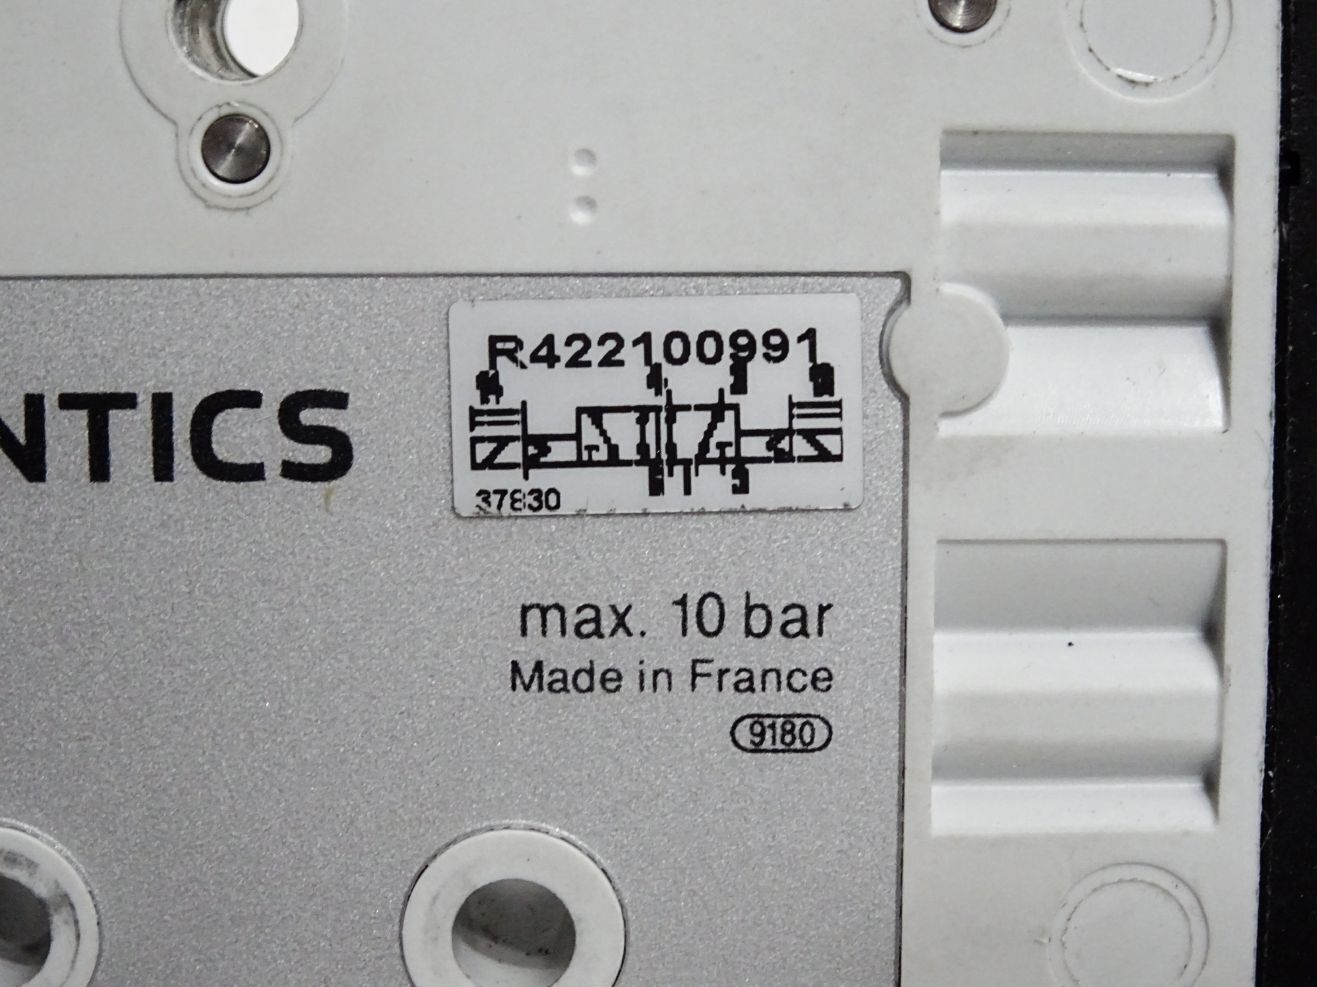 R422100991
NTICS
37830
max. 10 bar
Made in France
9180